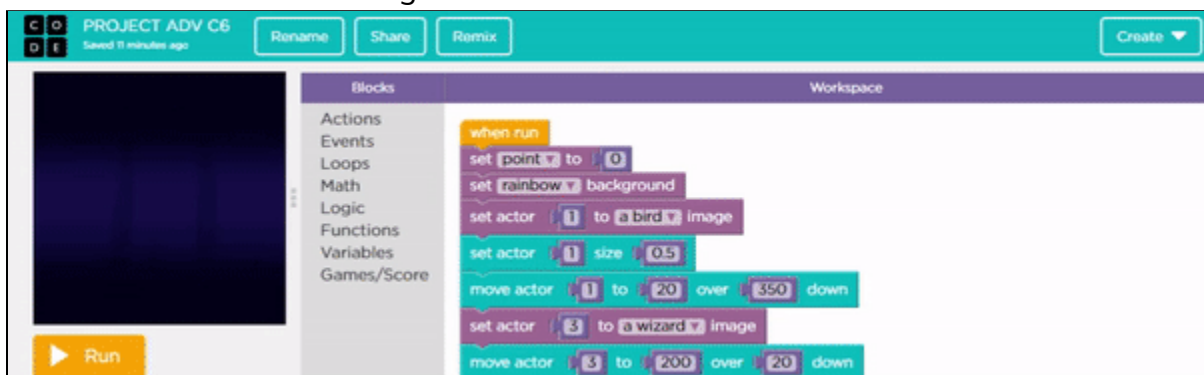 CODE
PROJECT ADV C6
Saved 11 minutes ago
Rename
Share
Remix
Create
Blocks
Workspace
Actions
Events
Loops
Math
Logic
Functions
Variables
Games/Score
when run
set point to 0
set rainbow background
set actor 1 to a bird image
set actor 1 size 0.5
move actor 1 to 20 over 350 down
set actor 3 to a wizard image
move actor 3 to 200 over 20 down
Run